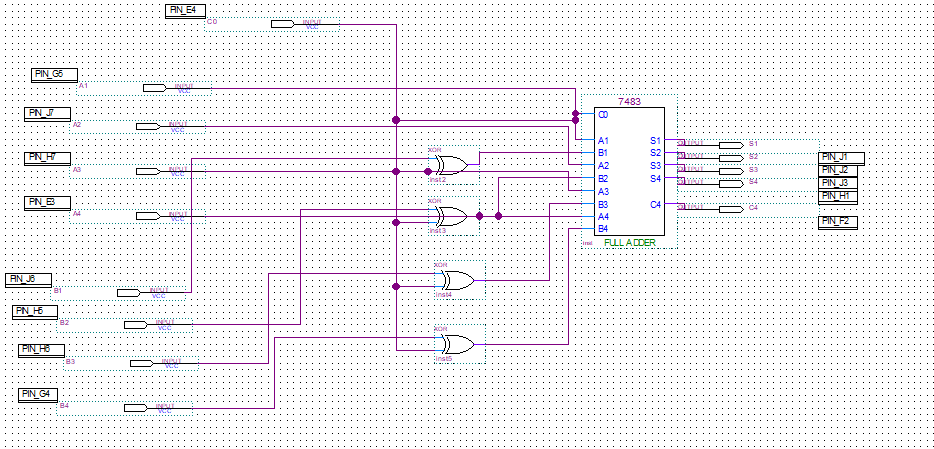 PIN_E4
C0
INPUT
VCC
PIN_G5
A1
INPUT
VCC
PIN_J7
A2
INPUT
VCC
PIN_H7
A3
INPUT
VCC
PIN_E3
A4
INPUT
VCC
PIN_J6
B1
INPUT
VCC
PIN_H5
B2
INPUT
VCC
PIN_H6
B3
INPUT
VCC
PIN_G4
B4
INPUT
VCC
XOR
inst2
XOR
inst3
XOR
inst4
XOR
inst5
7483
C0
A1
B1
A2
B2
A3
B3
A4
B4
S1
S2
S3
S4
C4
inst
FULL ADDER
OUTPUT
S1
OUTPUT
S2
OUTPUT
S3
OUTPUT
S4
OUTPUT
C4
PIN_J1
PIN_J2
PIN_J3
PIN_H1
PIN_F2